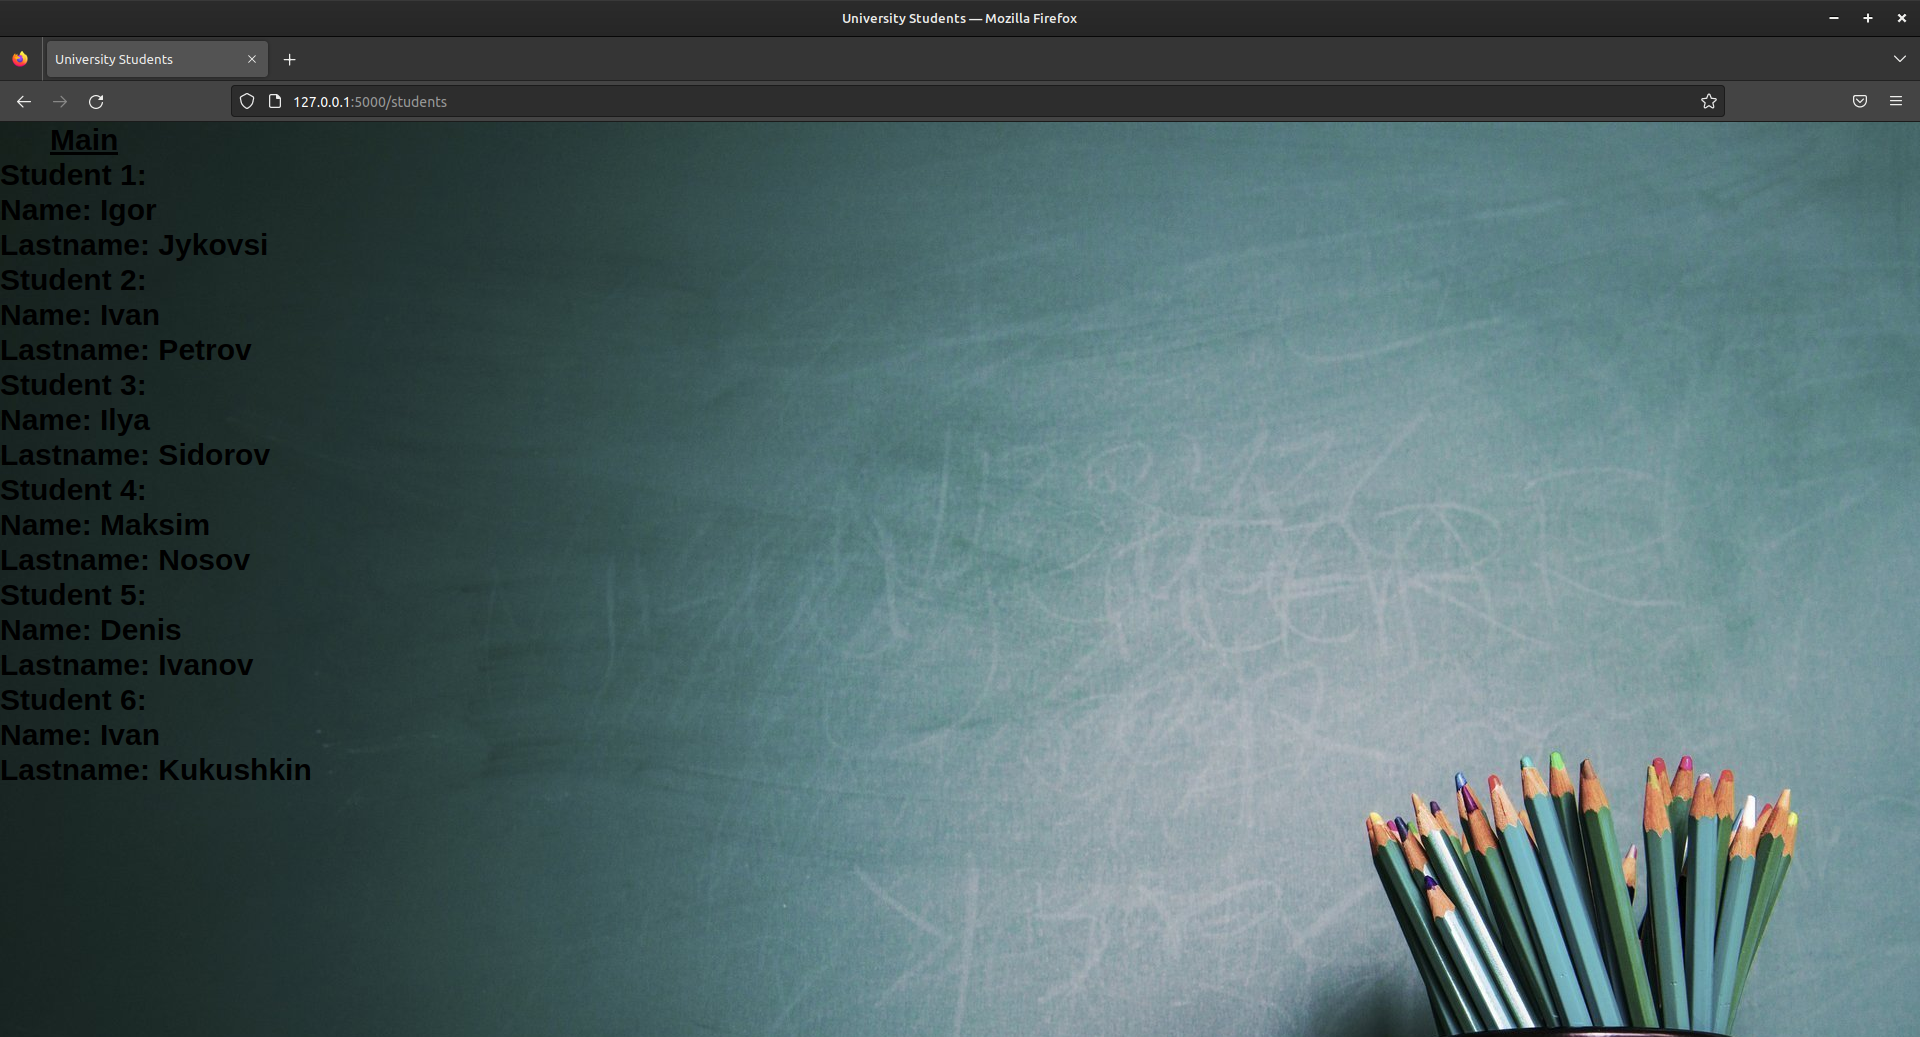 University Students — Mozilla Firefox
University Students
127.0.0.1:5000/students
Main
Student 1:
Name: Igor
Lastname: Jykovsi
Student 2:
Name: Ivan
Lastname: Petrov
Student 3:
Name: Ilya
Lastname: Sidorov
Student 4:
Name: Maksim
Lastname: Nosov
Student 5:
Name: Denis
Lastname: Ivanov
Student 6:
Name: Ivan
Lastname: Kukushkin